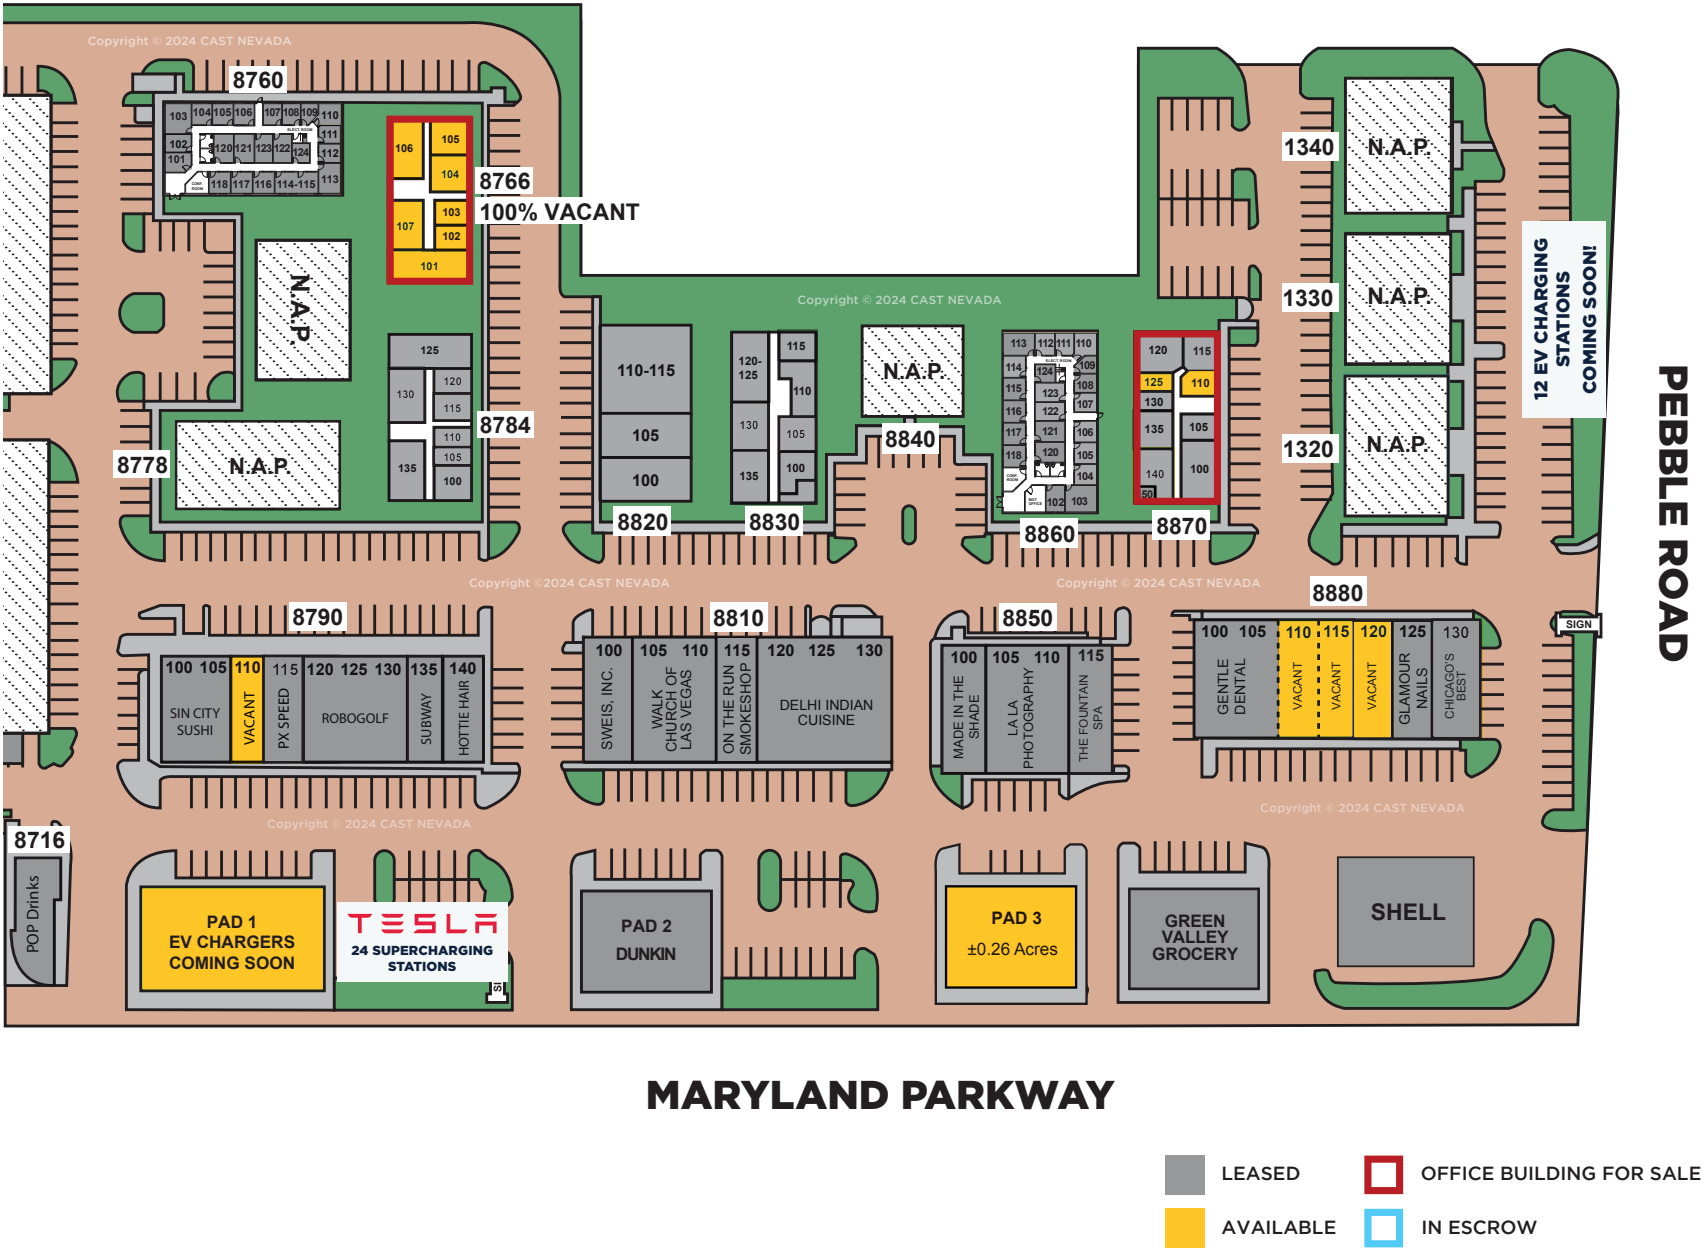 Copyright © 2024 CAST NEVADA
8760
103 104 105 106 107 108 109 110
ELECT. ROOM
111
102 120 121 123 122 124 112
101
CONF. ROOM
118 117 116 114-115 113
106 105
104
8766
100% VACANT
103
107 102
101
N.A.P.
125
130 120
115
8784
110
105
135 100
8778
N.A.P.
1340
N.A.P.
1330
N.A.P.
1320
N.A.P.
12 EV CHARGING
STATIONS
COMING SOON!
PEBBLE ROAD
Copyright © 2024 CAST NEVADA
110-115
105
100
8820
120-
125
115
110
130 105
135 100
8830
N.A.P.
8840
113 112 111 110
ELECT. ROOM
114 124 109
115 123 108
116 122 107
117 121 106
118 120 105
CONF. ROOM
104
MGT. OFFICE
102 103
8860
120 115
125 110
130
135 105
140 100
50
8870
Copyright ©2024 CAST NEVADA
Copyright © 2024 CAST NEVADA
8790
100 105 110 115 120 125 130 135 140
SIN CITY
SUSHI
VACANT
PX SPEED
ROBOGOLF
SUBWAY
HOTTIE HAIR
8810
100 105 110 115 120 125 130
SWEIS, INC.
WALK
CHURCH OF
LAS VEGAS
ON THE RUN
SMOKESHOP
DELHI INDIAN
CUISINE
8850
100 105 110 115
MADE IN THE
SHADE
LA LA
PHOTOGRAPHY
THE FOUNTAIN
SPA
8880
100 105 110 115 120 125 130
GENTLE
DENTAL
VACANT
VACANT
VACANT
GLAMOUR
NAILS
CHICAGO'S
BEST
SIGN
Copyright © 2024 CAST NEVADA
Copyright © 2024 CAST NEVADA
8716
POP Drinks
PAD 1
EV CHARGERS
COMING SOON
TESLA
24 SUPERCHARGING
STATIONS
PAD 2
DUNKIN
PAD 3
±0.26 Acres
GREEN
VALLEY
GROCERY
SHELL
MARYLAND PARKWAY
LEASED
OFFICE BUILDING FOR SALE
AVAILABLE
IN ESCROW